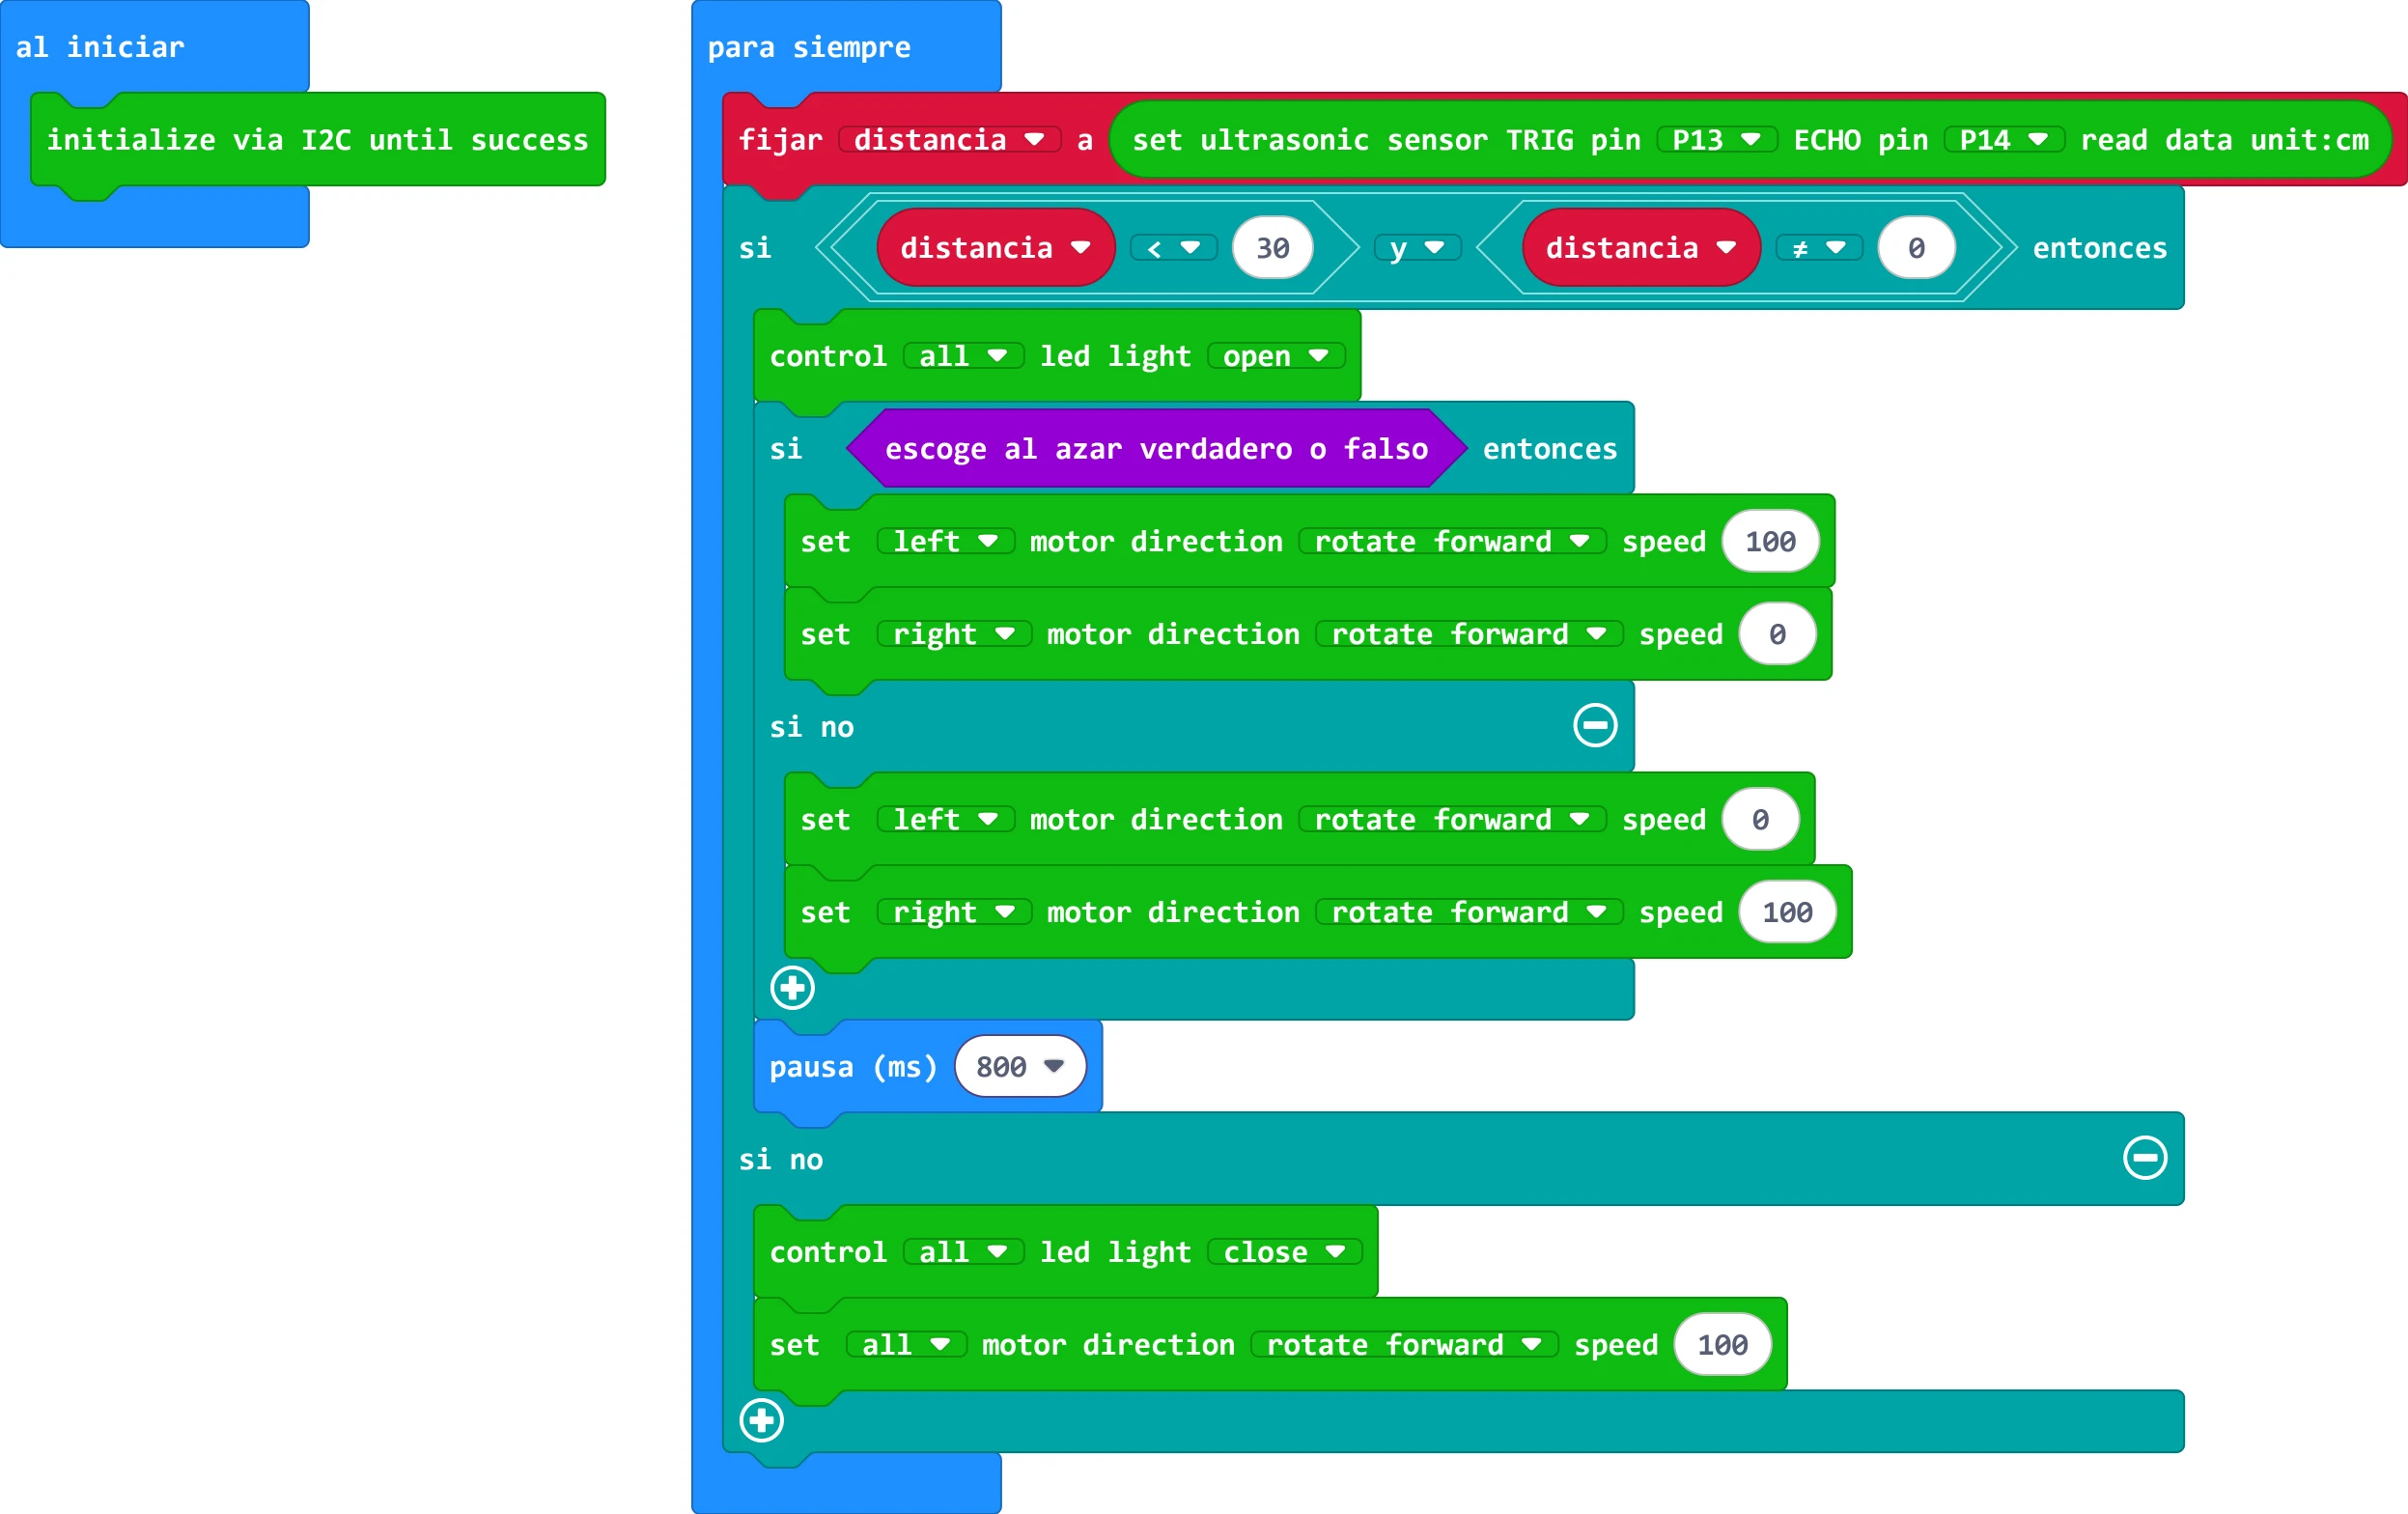 al iniciar
initialize via I2C until success
para siempre
fijar distancia a set ultrasonic sensor TRIG pin P13 ECHO pin P14 read data unit:cm
si distancia < 30 y distancia ≠ 0 entonces
control all led light open
si escoge al azar verdadero o falso entonces
set left motor direction rotate forward speed 100
set right motor direction rotate forward speed 0
si no
set left motor direction rotate forward speed 0
set right motor direction rotate forward speed 100
pausa (ms) 800
si no
control all led light close
set all motor direction rotate forward speed 100